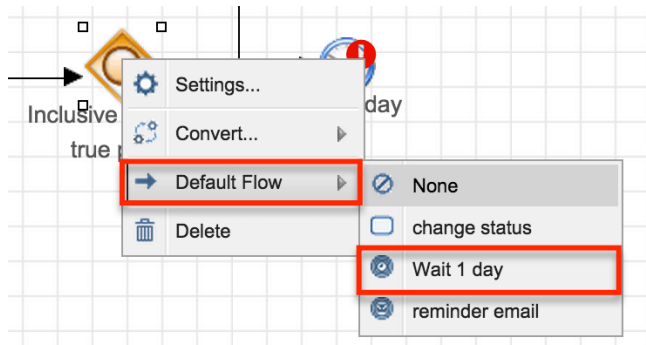 Settings...
Inclusive
day
Convert...
true
Default Flow
None
Delete
change status
Wait 1 day
reminder email